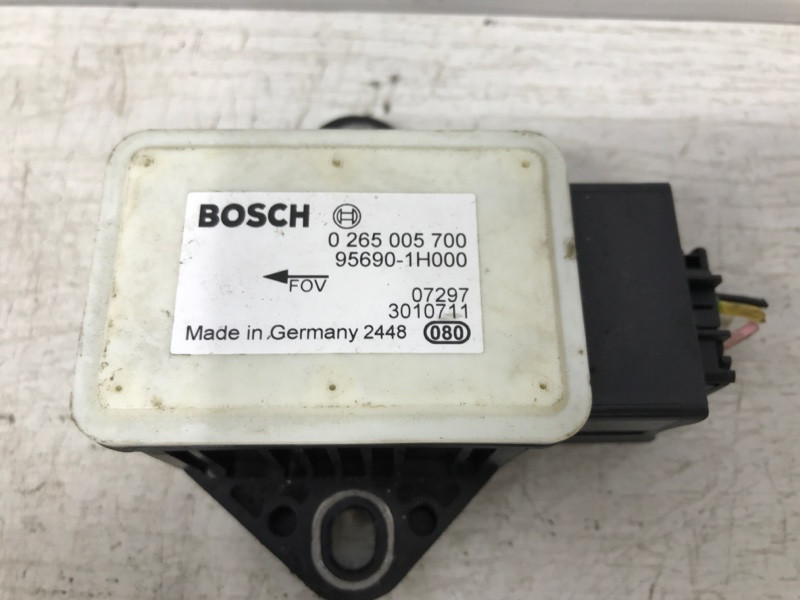 BOSCH
0 265 005 700
95690-1H000
FOV
07297
3010711
Made in Germany 2448 080